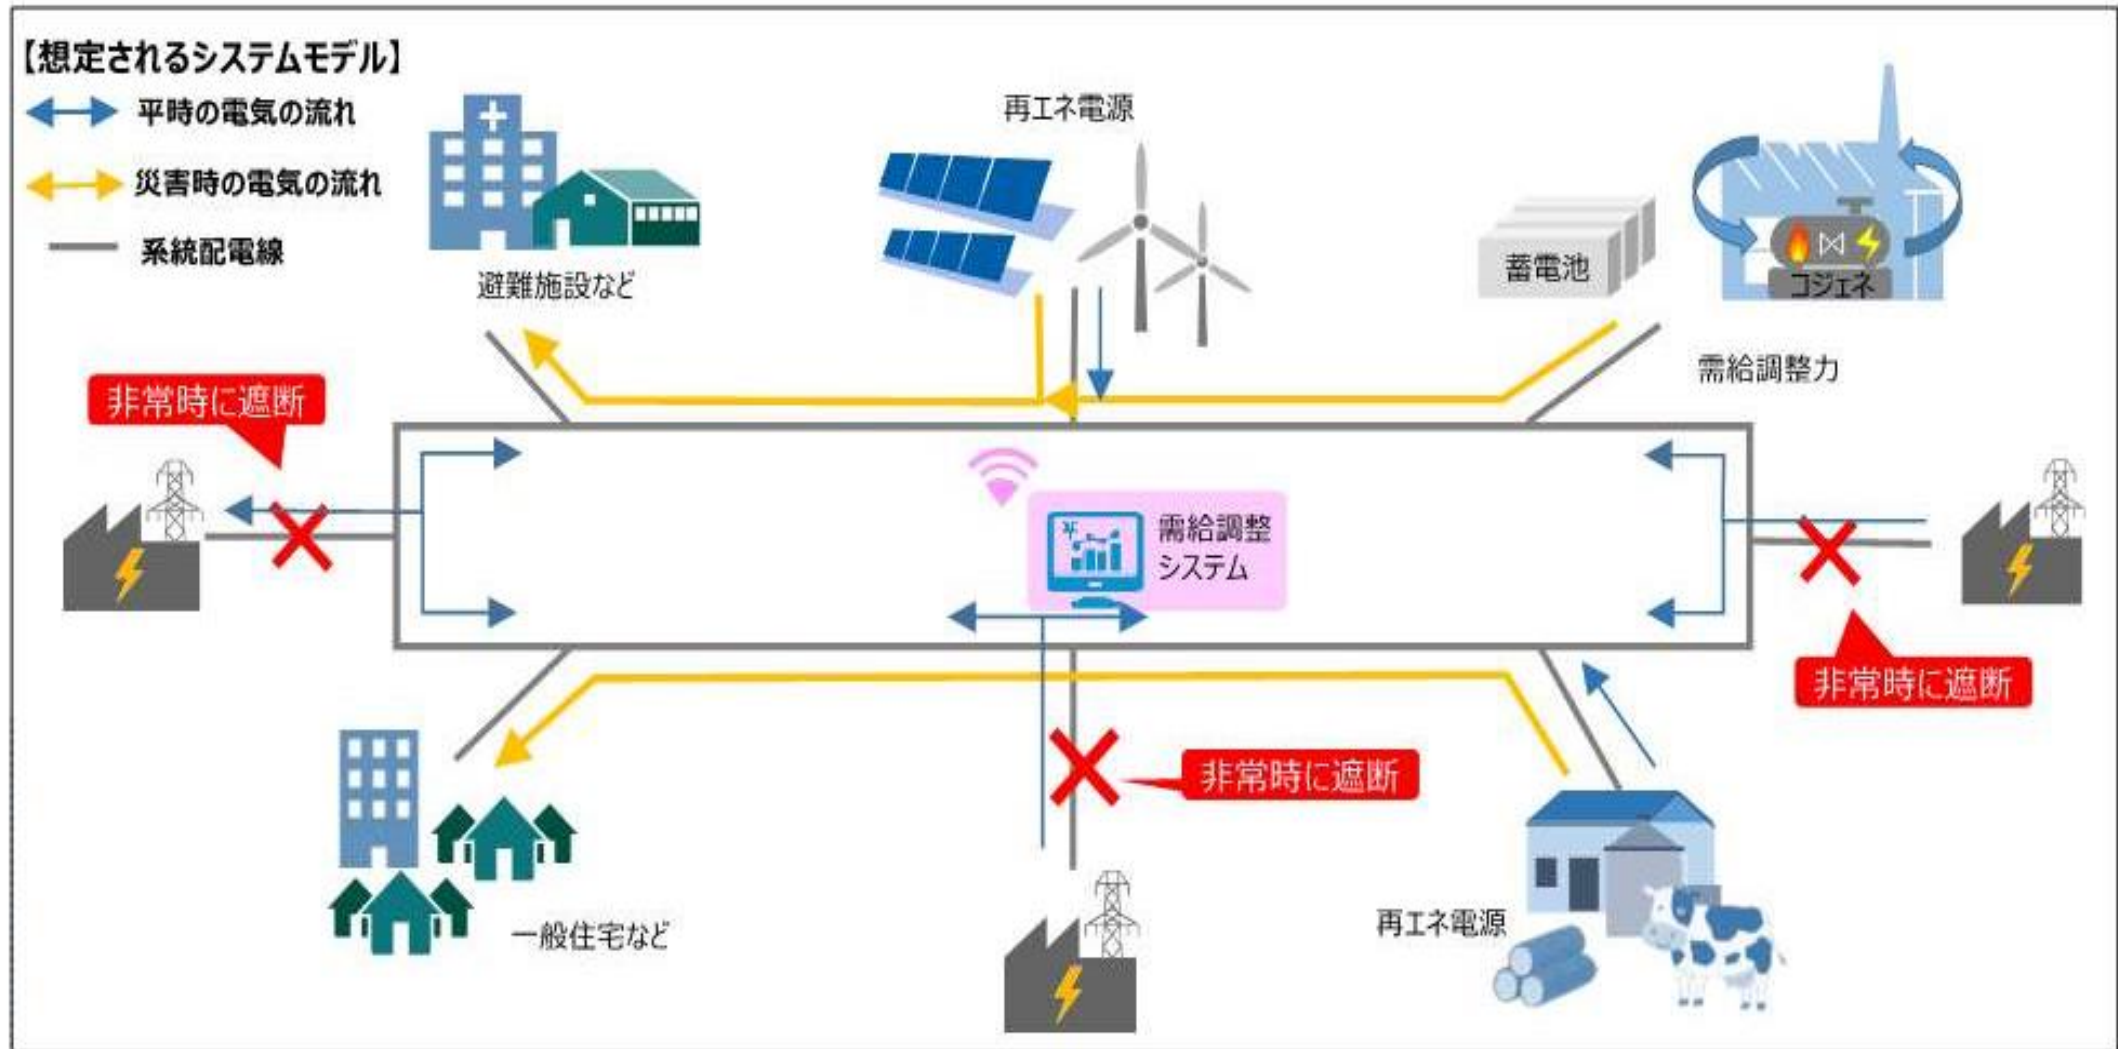 【想定されるシステムモデル】
平時の電気の流れ
災害時の電気の流れ
系統配電線
避難施設など
再エネ電源
蓄電池
コジェネ
需給調整力
非常時に遮断
需給調整
システム
非常時に遮断
非常時に遮断
一般住宅など
再エネ電源